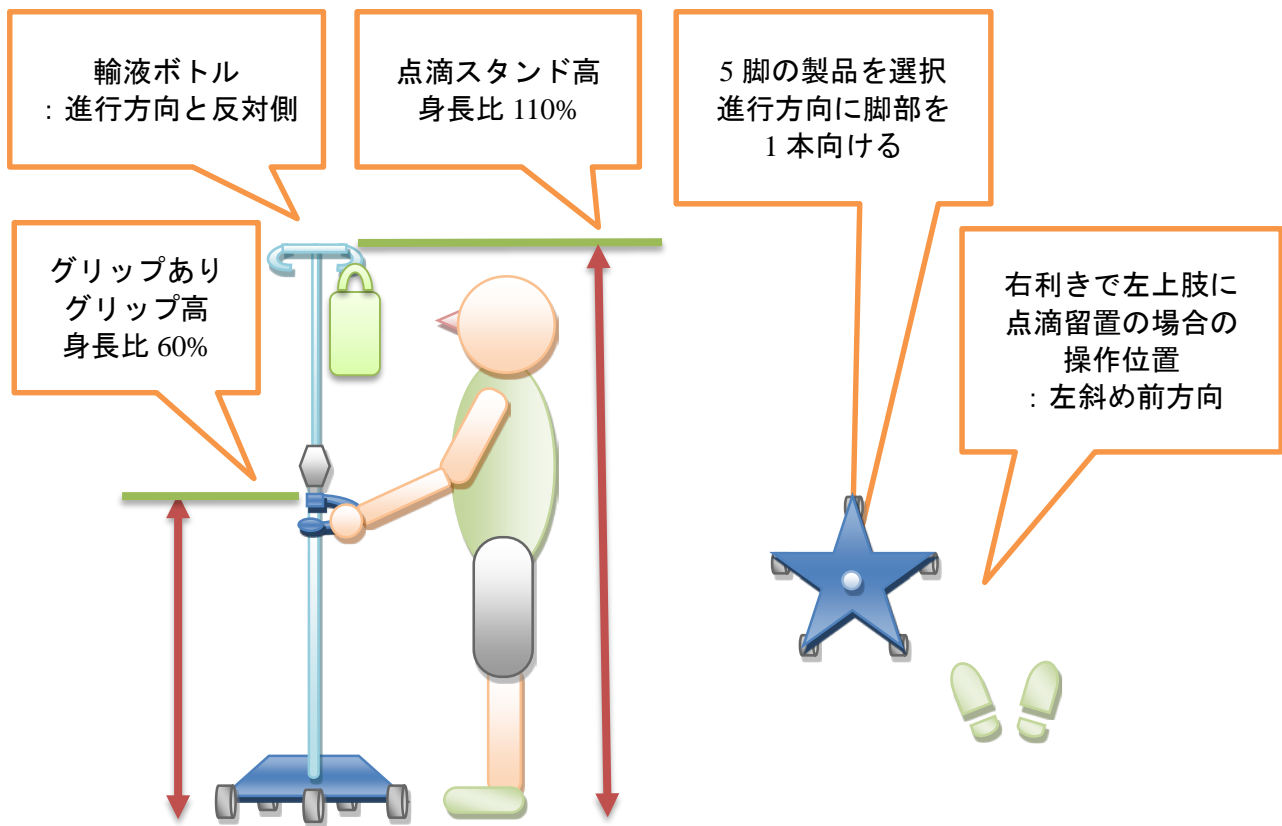 輸液ボトル
：進行方向と反対側
点滴スタンド高
身長比 110%
5 脚の製品を選択
進行方向に脚部を
1 本向ける
グリップあり
グリップ高
身長比 60%
右利きで左上肢に
点滴留置の場合の
操作位置
：左斜め前方向